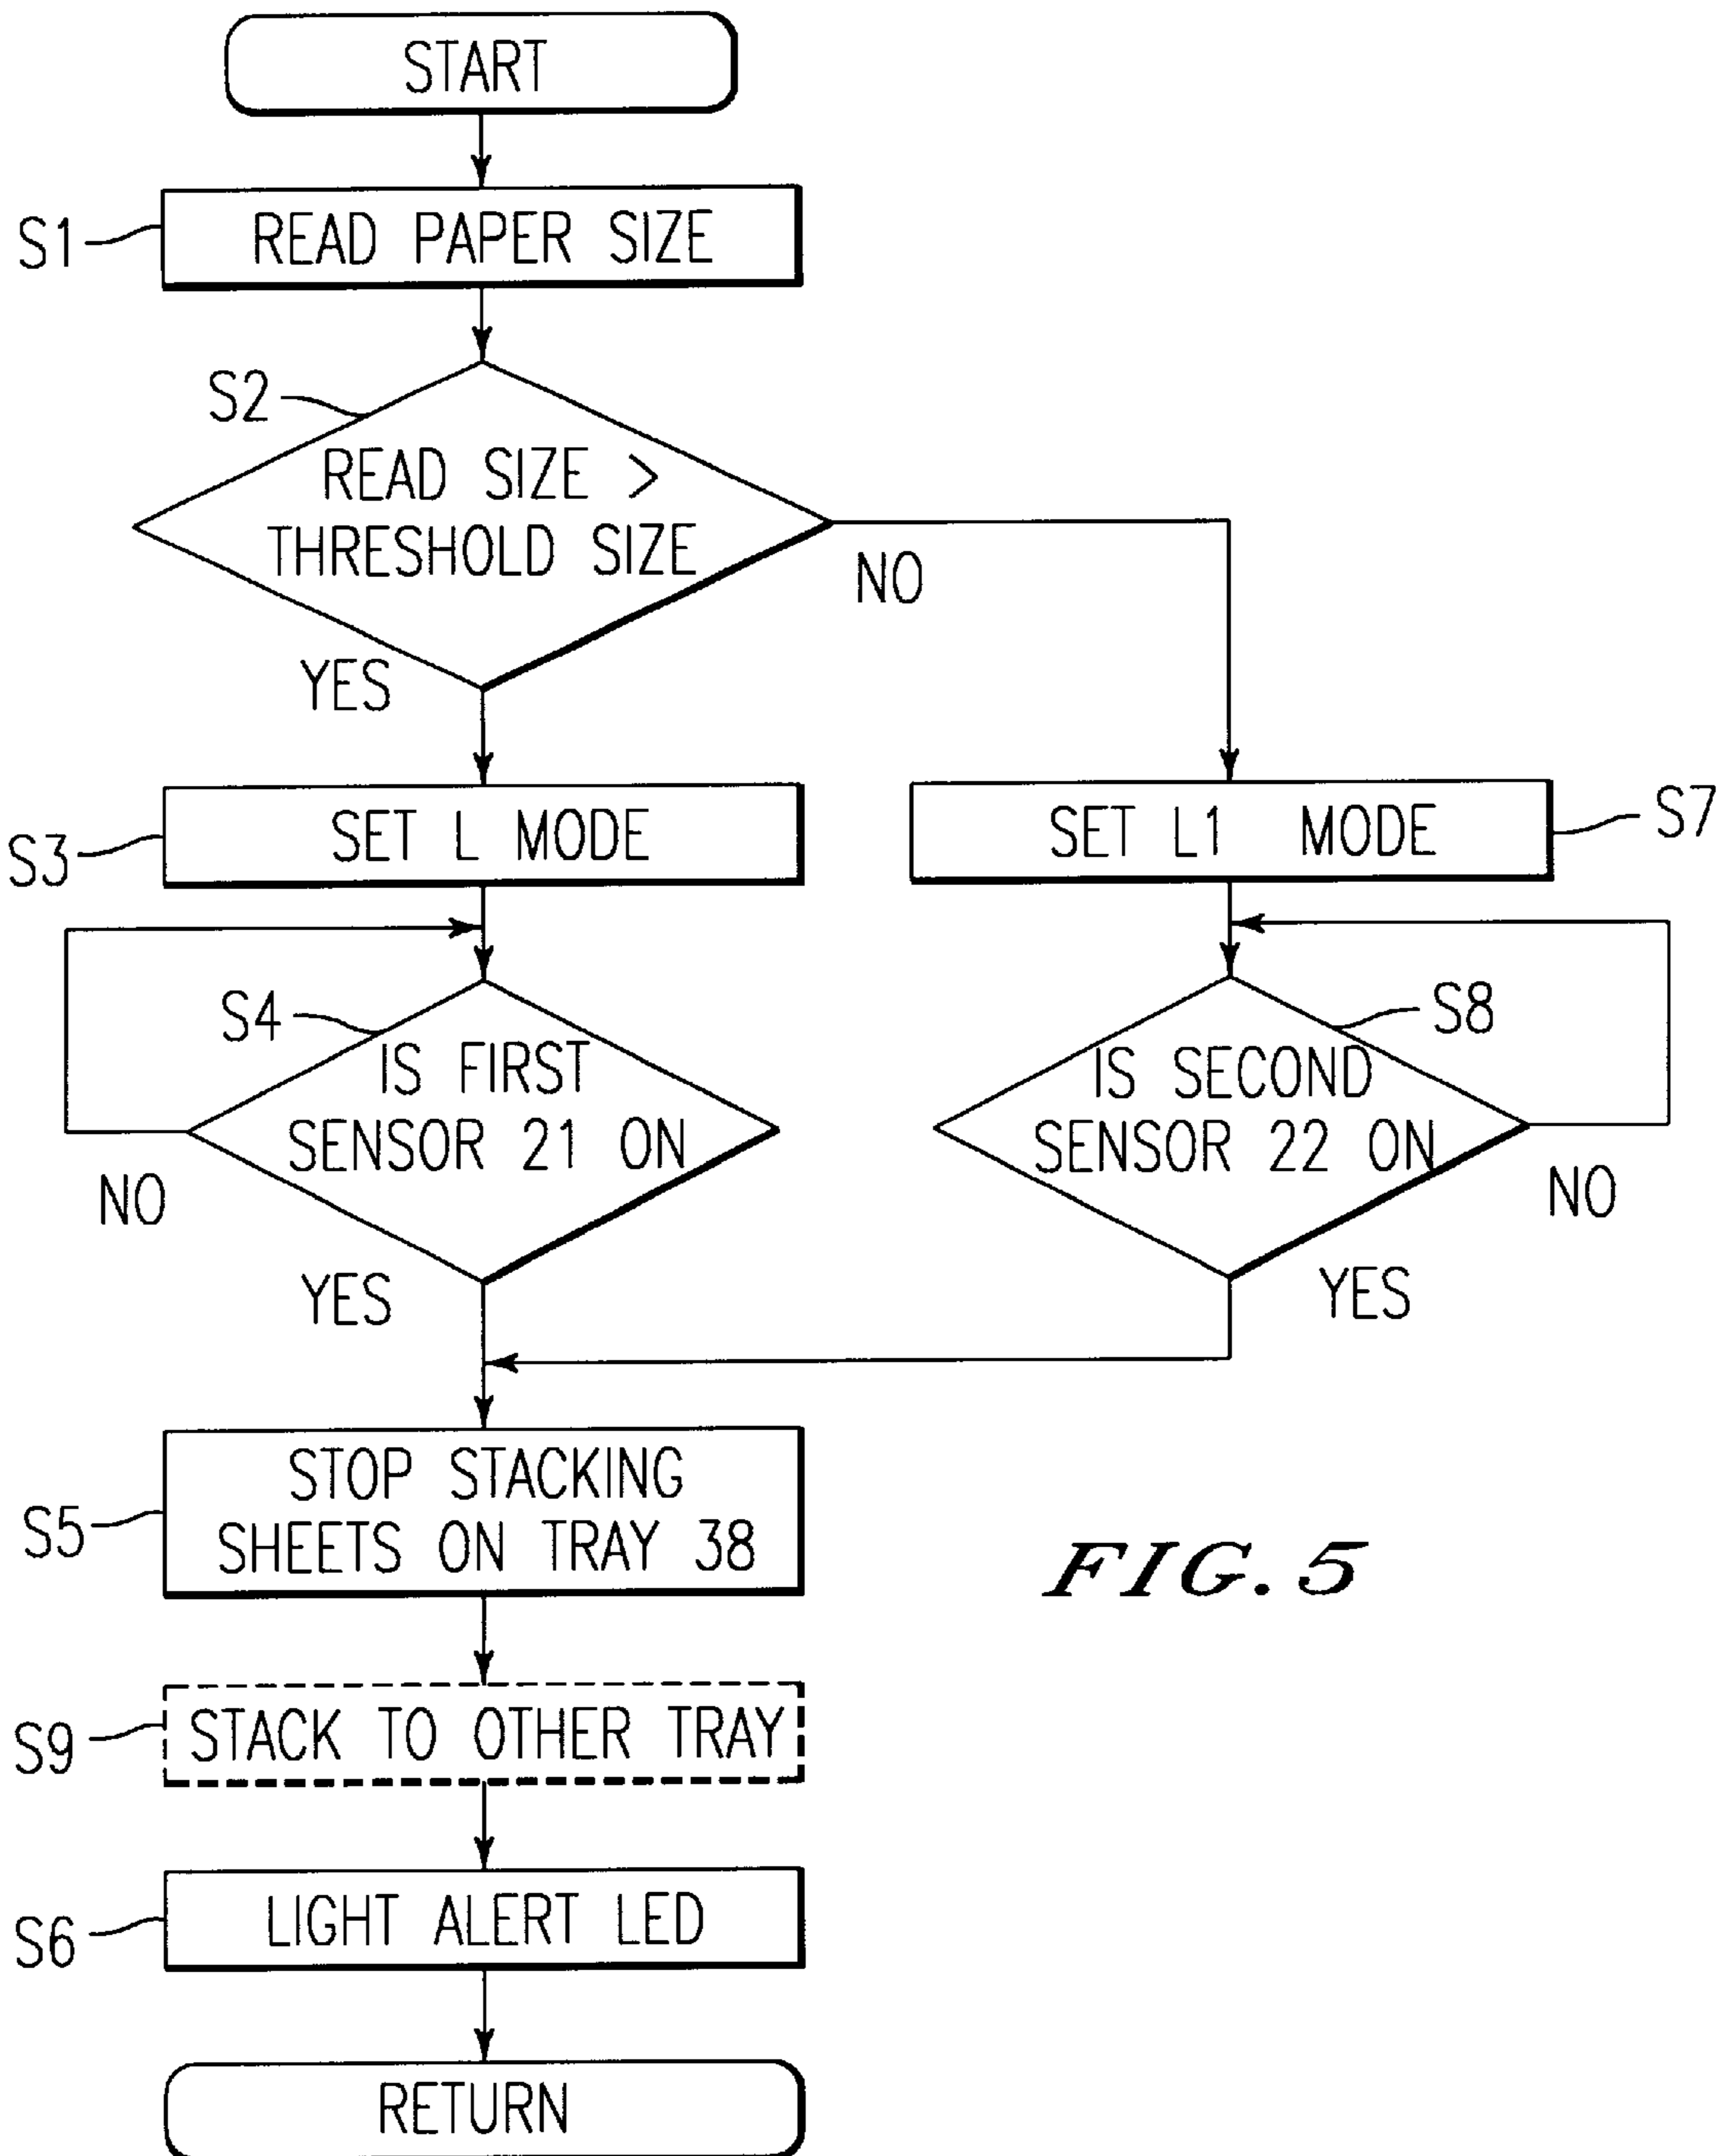 START
S1
READ PAPER SIZE
S2
READ SIZE >
THRESHOLD SIZE
NO
YES
S3
SET L MODE
SET L1 MODE
S7
S4
IS FIRST
SENSOR 21 ON
NO
YES
S8
IS SECOND
SENSOR 22 ON
NO
YES
S5
STOP STACKING
SHEETS ON TRAY 38
FIG. 5
S9
STACK TO OTHER TRAY
S6
LIGHT ALERT LED
RETURN